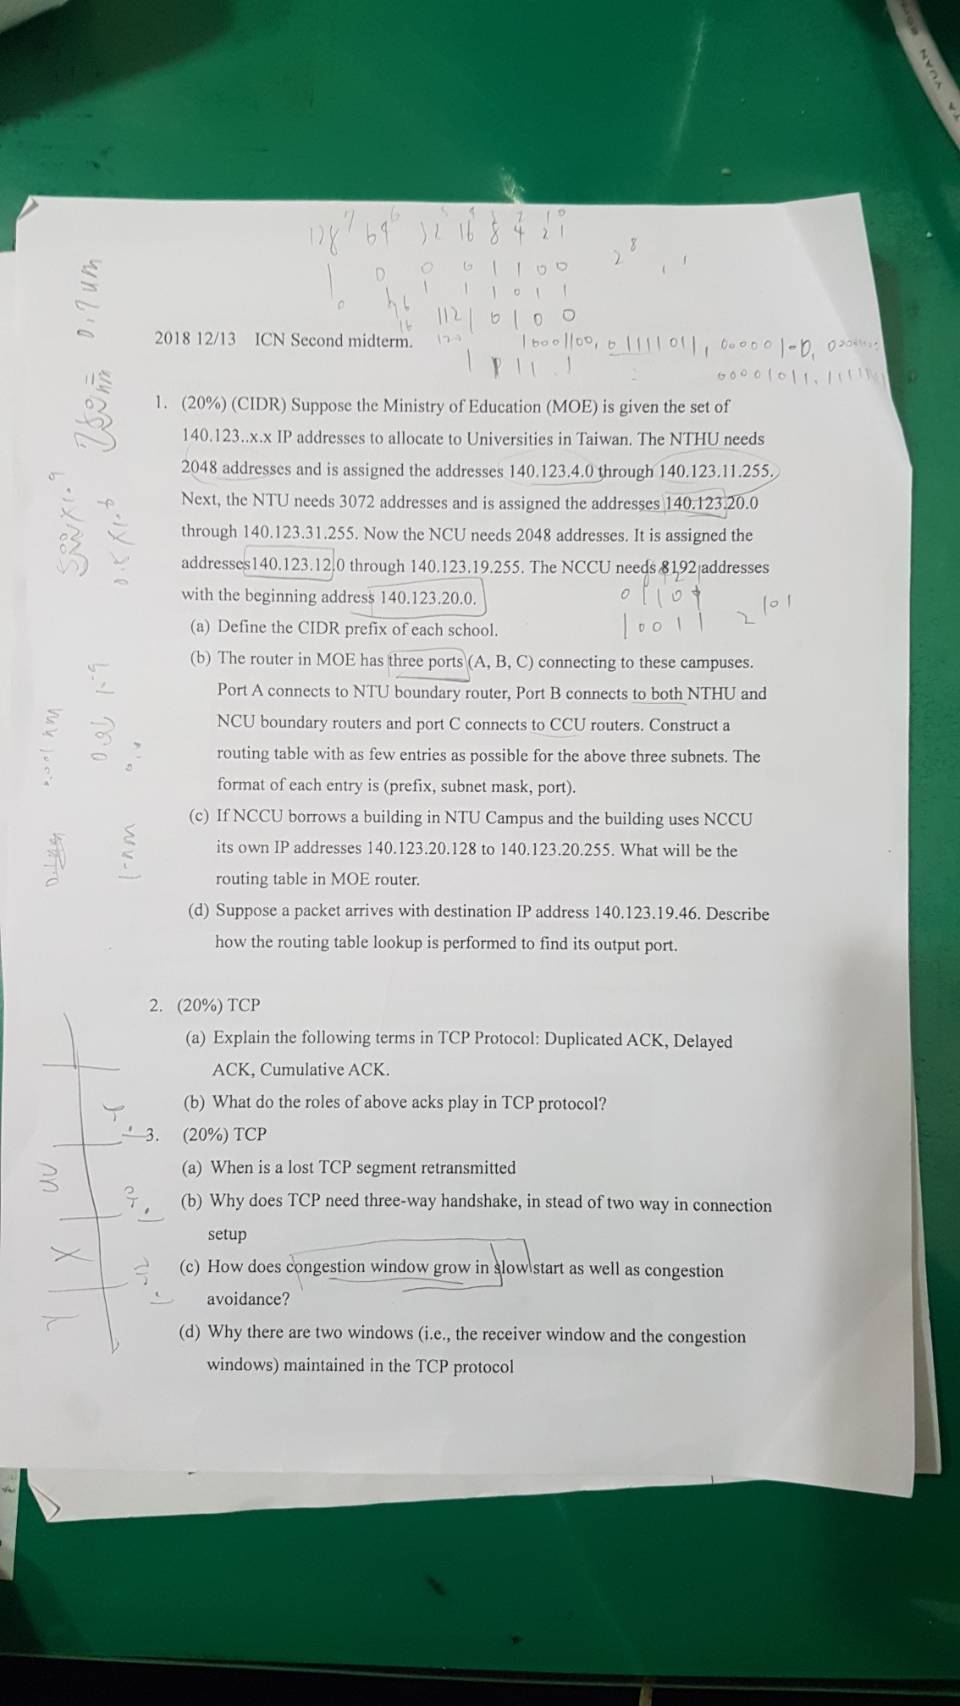 128 64 32 16 8 4 2 1
2018 12/13 ICN Second midterm.
1. (20%) (CIDR) Suppose the Ministry of Education (MOE) is given the set of
140.123..x.x IP addresses to allocate to Universities in Taiwan. The NTHU needs
2048 addresses and is assigned the addresses 140.123.4.0 through 140.123.11.255.
Next, the NTU needs 3072 addresses and is assigned the addresses 140.123.20.0
through 140.123.31.255. Now the NCU needs 2048 addresses. It is assigned the
addresses140.123.12.0 through 140.123.19.255. The NCCU needs 8192 addresses
with the beginning address 140.123.20.0.
(a) Define the CIDR prefix of each school.
(b) The router in MOE has three ports (A, B, C) connecting to these campuses.
Port A connects to NTU boundary router, Port B connects to both NTHU and
NCU boundary routers and port C connects to CCU routers. Construct a
routing table with as few entries as possible for the above three subnets. The
format of each entry is (prefix, subnet mask, port).
(c) If NCCU borrows a building in NTU Campus and the building uses NCCU
its own IP addresses 140.123.20.128 to 140.123.20.255. What will be the
routing table in MOE router.
(d) Suppose a packet arrives with destination IP address 140.123.19.46. Describe
how the routing table lookup is performed to find its output port.
2. (20%) TCP
(a) Explain the following terms in TCP Protocol: Duplicated ACK, Delayed
ACK, Cumulative ACK.
(b) What do the roles of above acks play in TCP protocol?
3. (20%) TCP
(a) When is a lost TCP segment retransmitted
(b) Why does TCP need three-way handshake, in stead of two way in connection
setup
(c) How does congestion window grow in slow start as well as congestion
avoidance?
(d) Why there are two windows (i.e., the receiver window and the congestion
windows) maintained in the TCP protocol